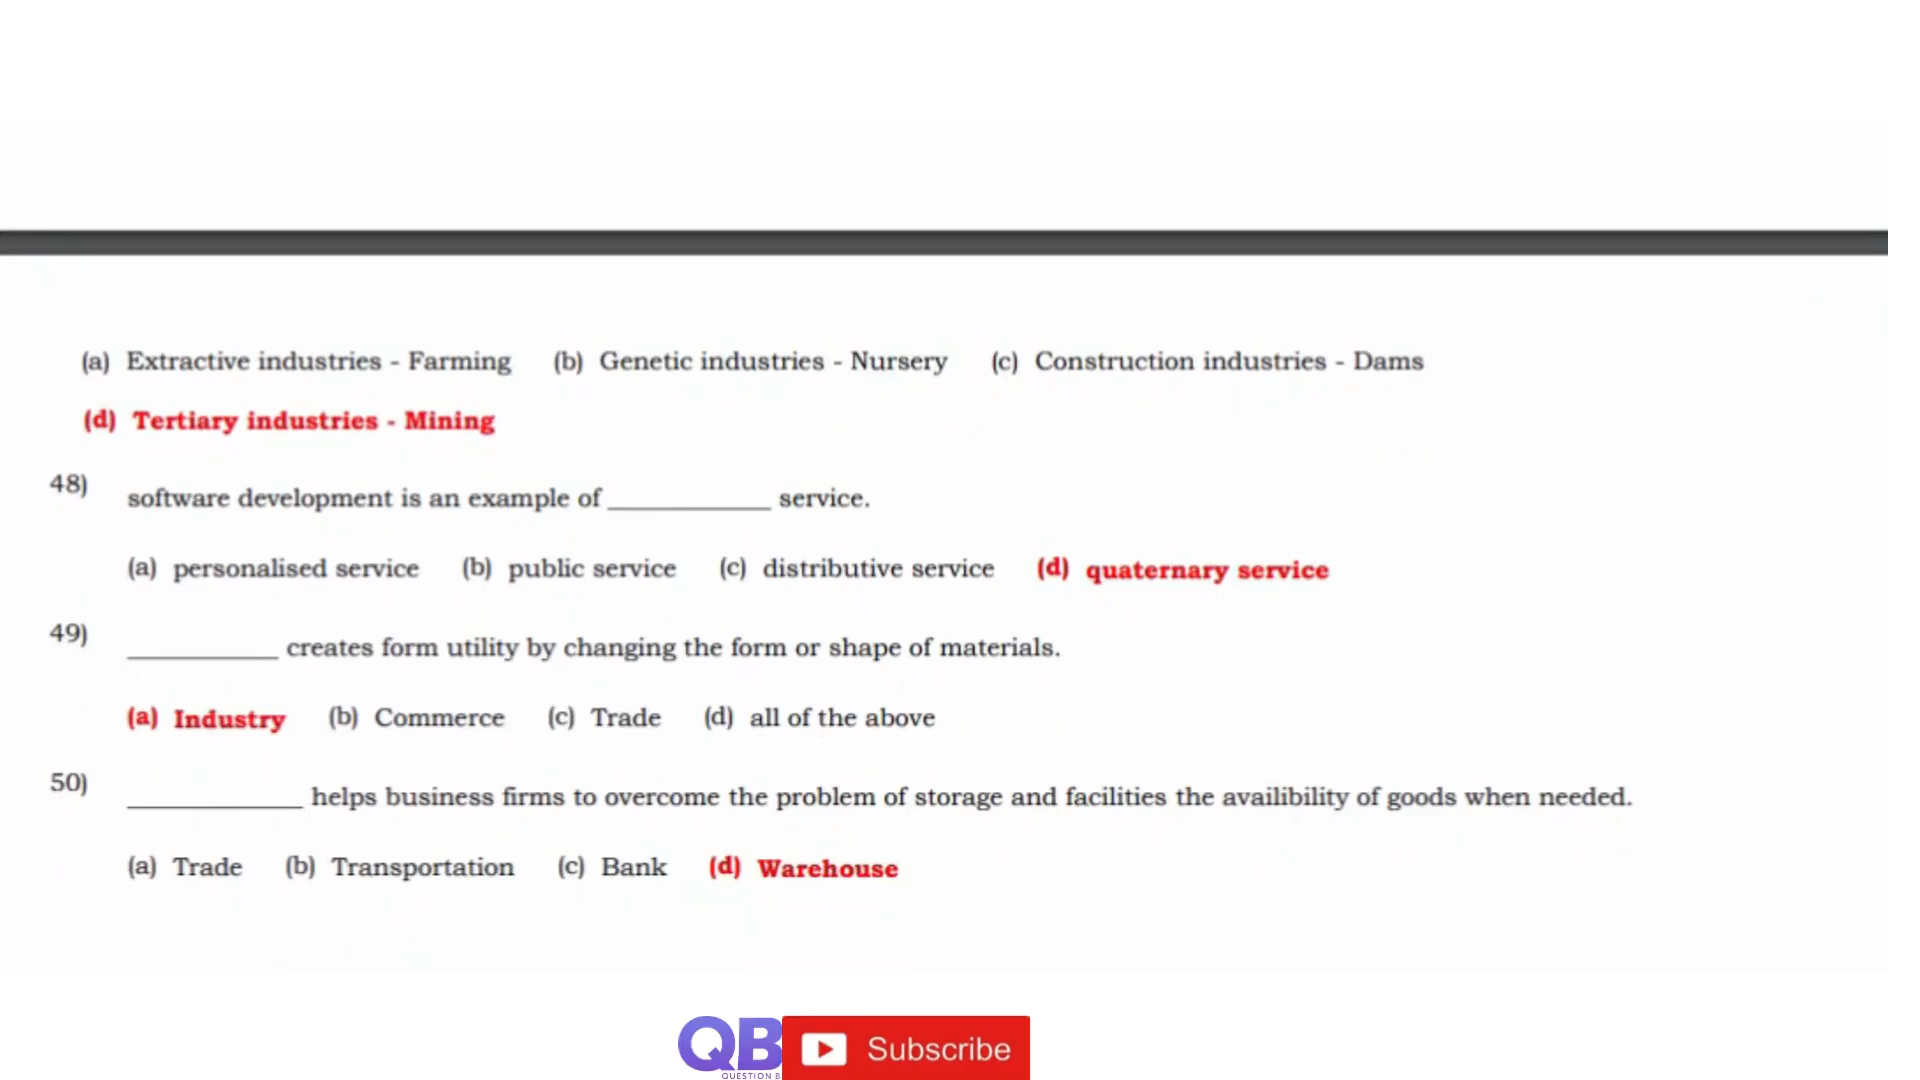 (a) Extractive industries - Farming (b) Genetic industries - Nursery (c) Construction industries - Dams
(d) Tertiary industries - Mining
48) software development is an example of ____________ service.
(a) personalised service (b) public service (c) distributive service (d) quaternary service
49) ___________ creates form utility by changing the form or shape of materials.
(a) Industry (b) Commerce (c) Trade (d) all of the above
50) _____________ helps business firms to overcome the problem of storage and facilities the availibility of goods when needed.
(a) Trade (b) Transportation (c) Bank (d) Warehouse
QB Subscribe
QUESTION B